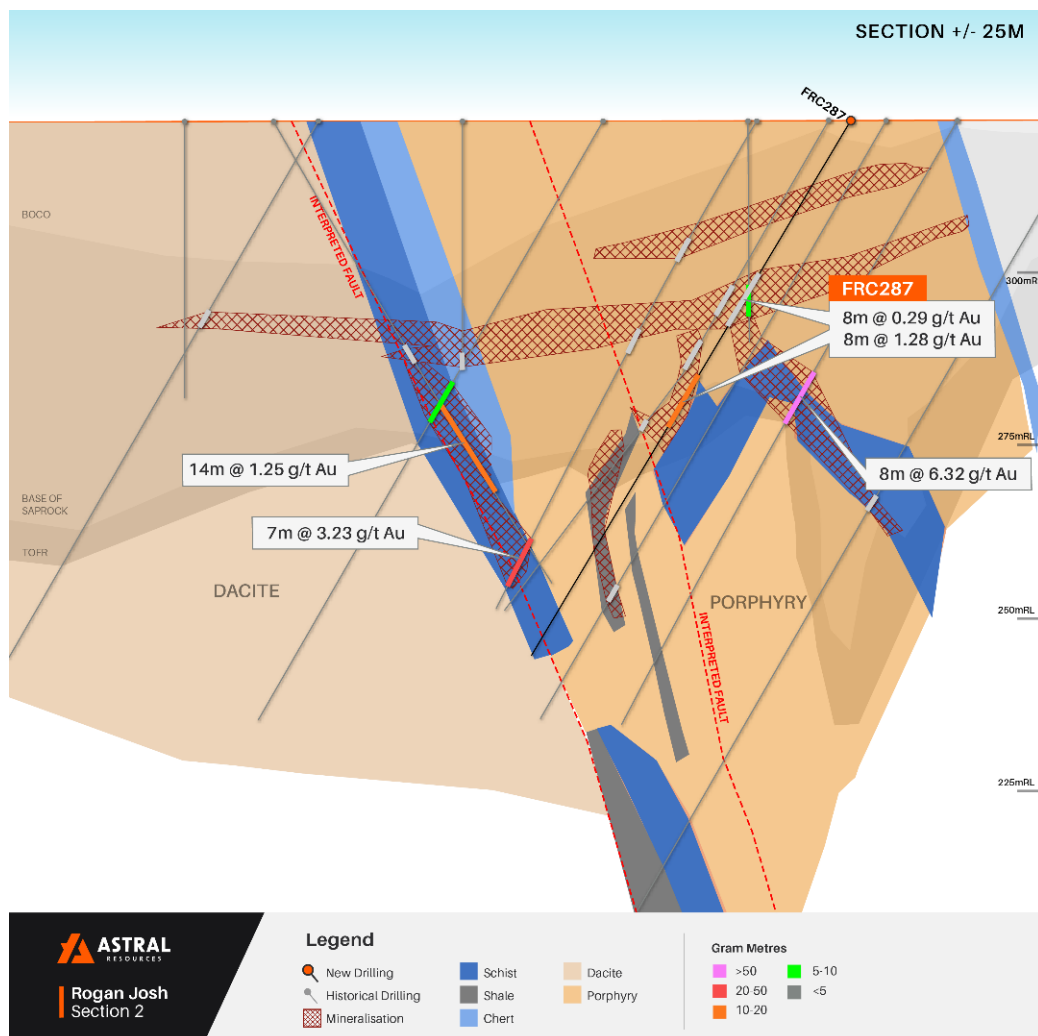 SECTION +/- 25M
FRC287
BOCO
INTERPRETED FAULT
300mRL
FRC287
8m @ 0.29 g/t Au
8m @ 1.28 g/t Au
275mRL
14m @ 1.25 g/t Au
8m @ 6.32 g/t Au
BASE OF
SAPROCK
7m @ 3.23 g/t Au
TOFR
DACITE
PORPHYRY
250mRL
INTERPRETED FAULT
225mRL
ASTRAL
RESOURCES
Rogan Josh
Section 2
Legend
New Drilling
Historical Drilling
Mineralisation
Schist
Shale
Chert
Dacite
Porphyry
Gram Metres
>50
20-50
10-20
5-10
<5